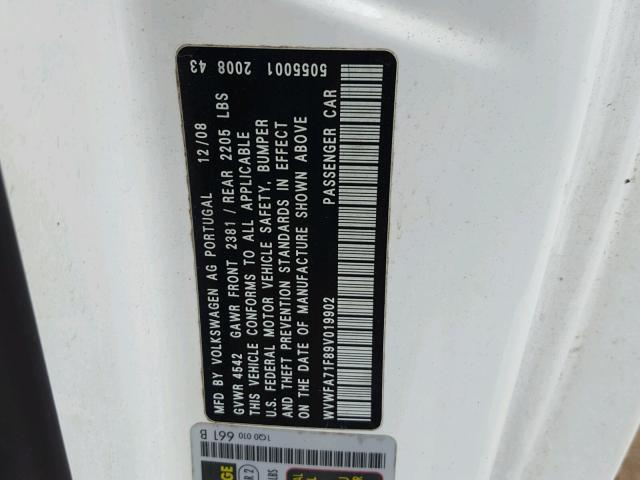 MFD BY VOLKSWAGEN AG PORTUGAL 12/08 2008 43 5055001
GVWR 4542 GAWR FRONT 2381 / REAR 2205 LBS
THIS VEHICLE CONFORMS TO ALL APPLICABLE
U.S. FEDERAL MOTOR VEHICLE SAFETY, BUMPER
AND THEFT PREVENTION STANDARDS IN EFFECT
ON THE DATE OF MANUFACTURE SHOWN ABOVE
WVWFA71F89V019902 PASSENGER CAR
1Q0 010 661 B